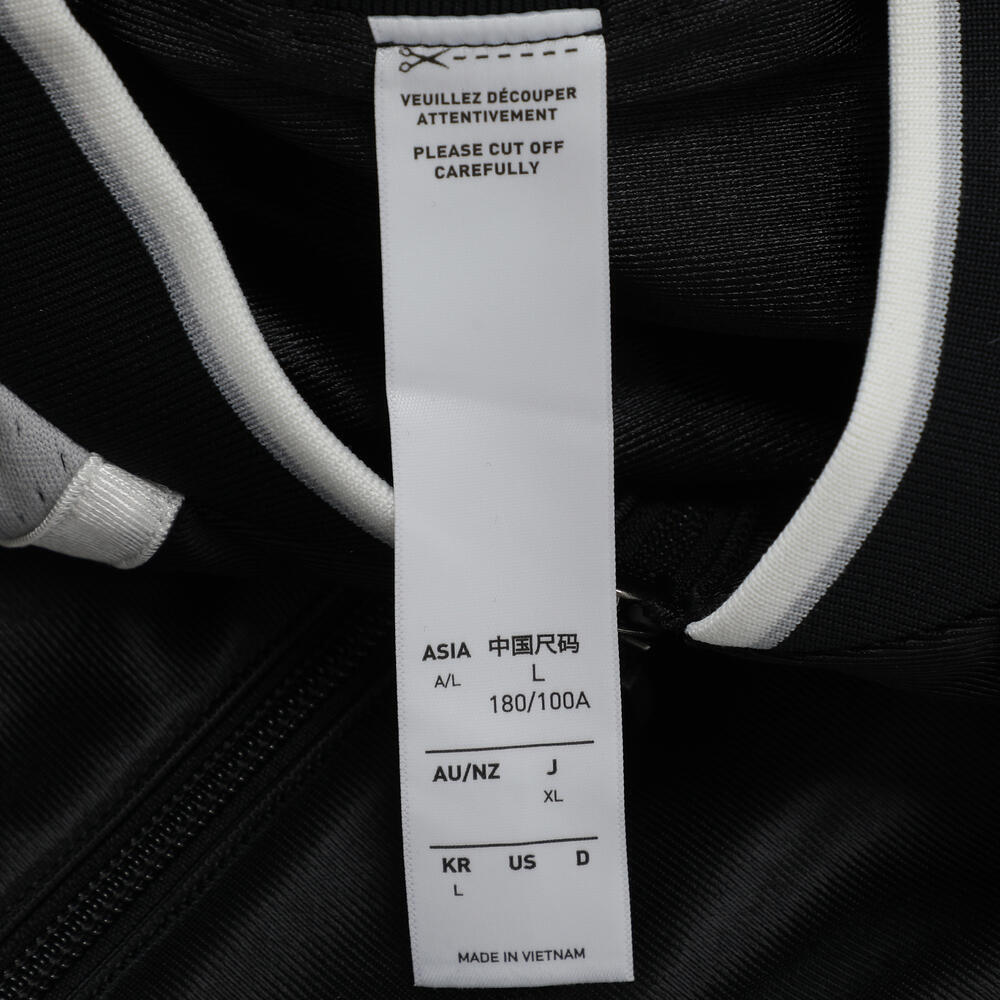 VEUILLEZ DÉCOUPER
ATTENTIVEMENT
PLEASE CUT OFF
CAREFULLY
ASIA 中国尺码
A/L L
180/100A
AU/NZ J
XL
KR US D
L
MADE IN VIETNAM